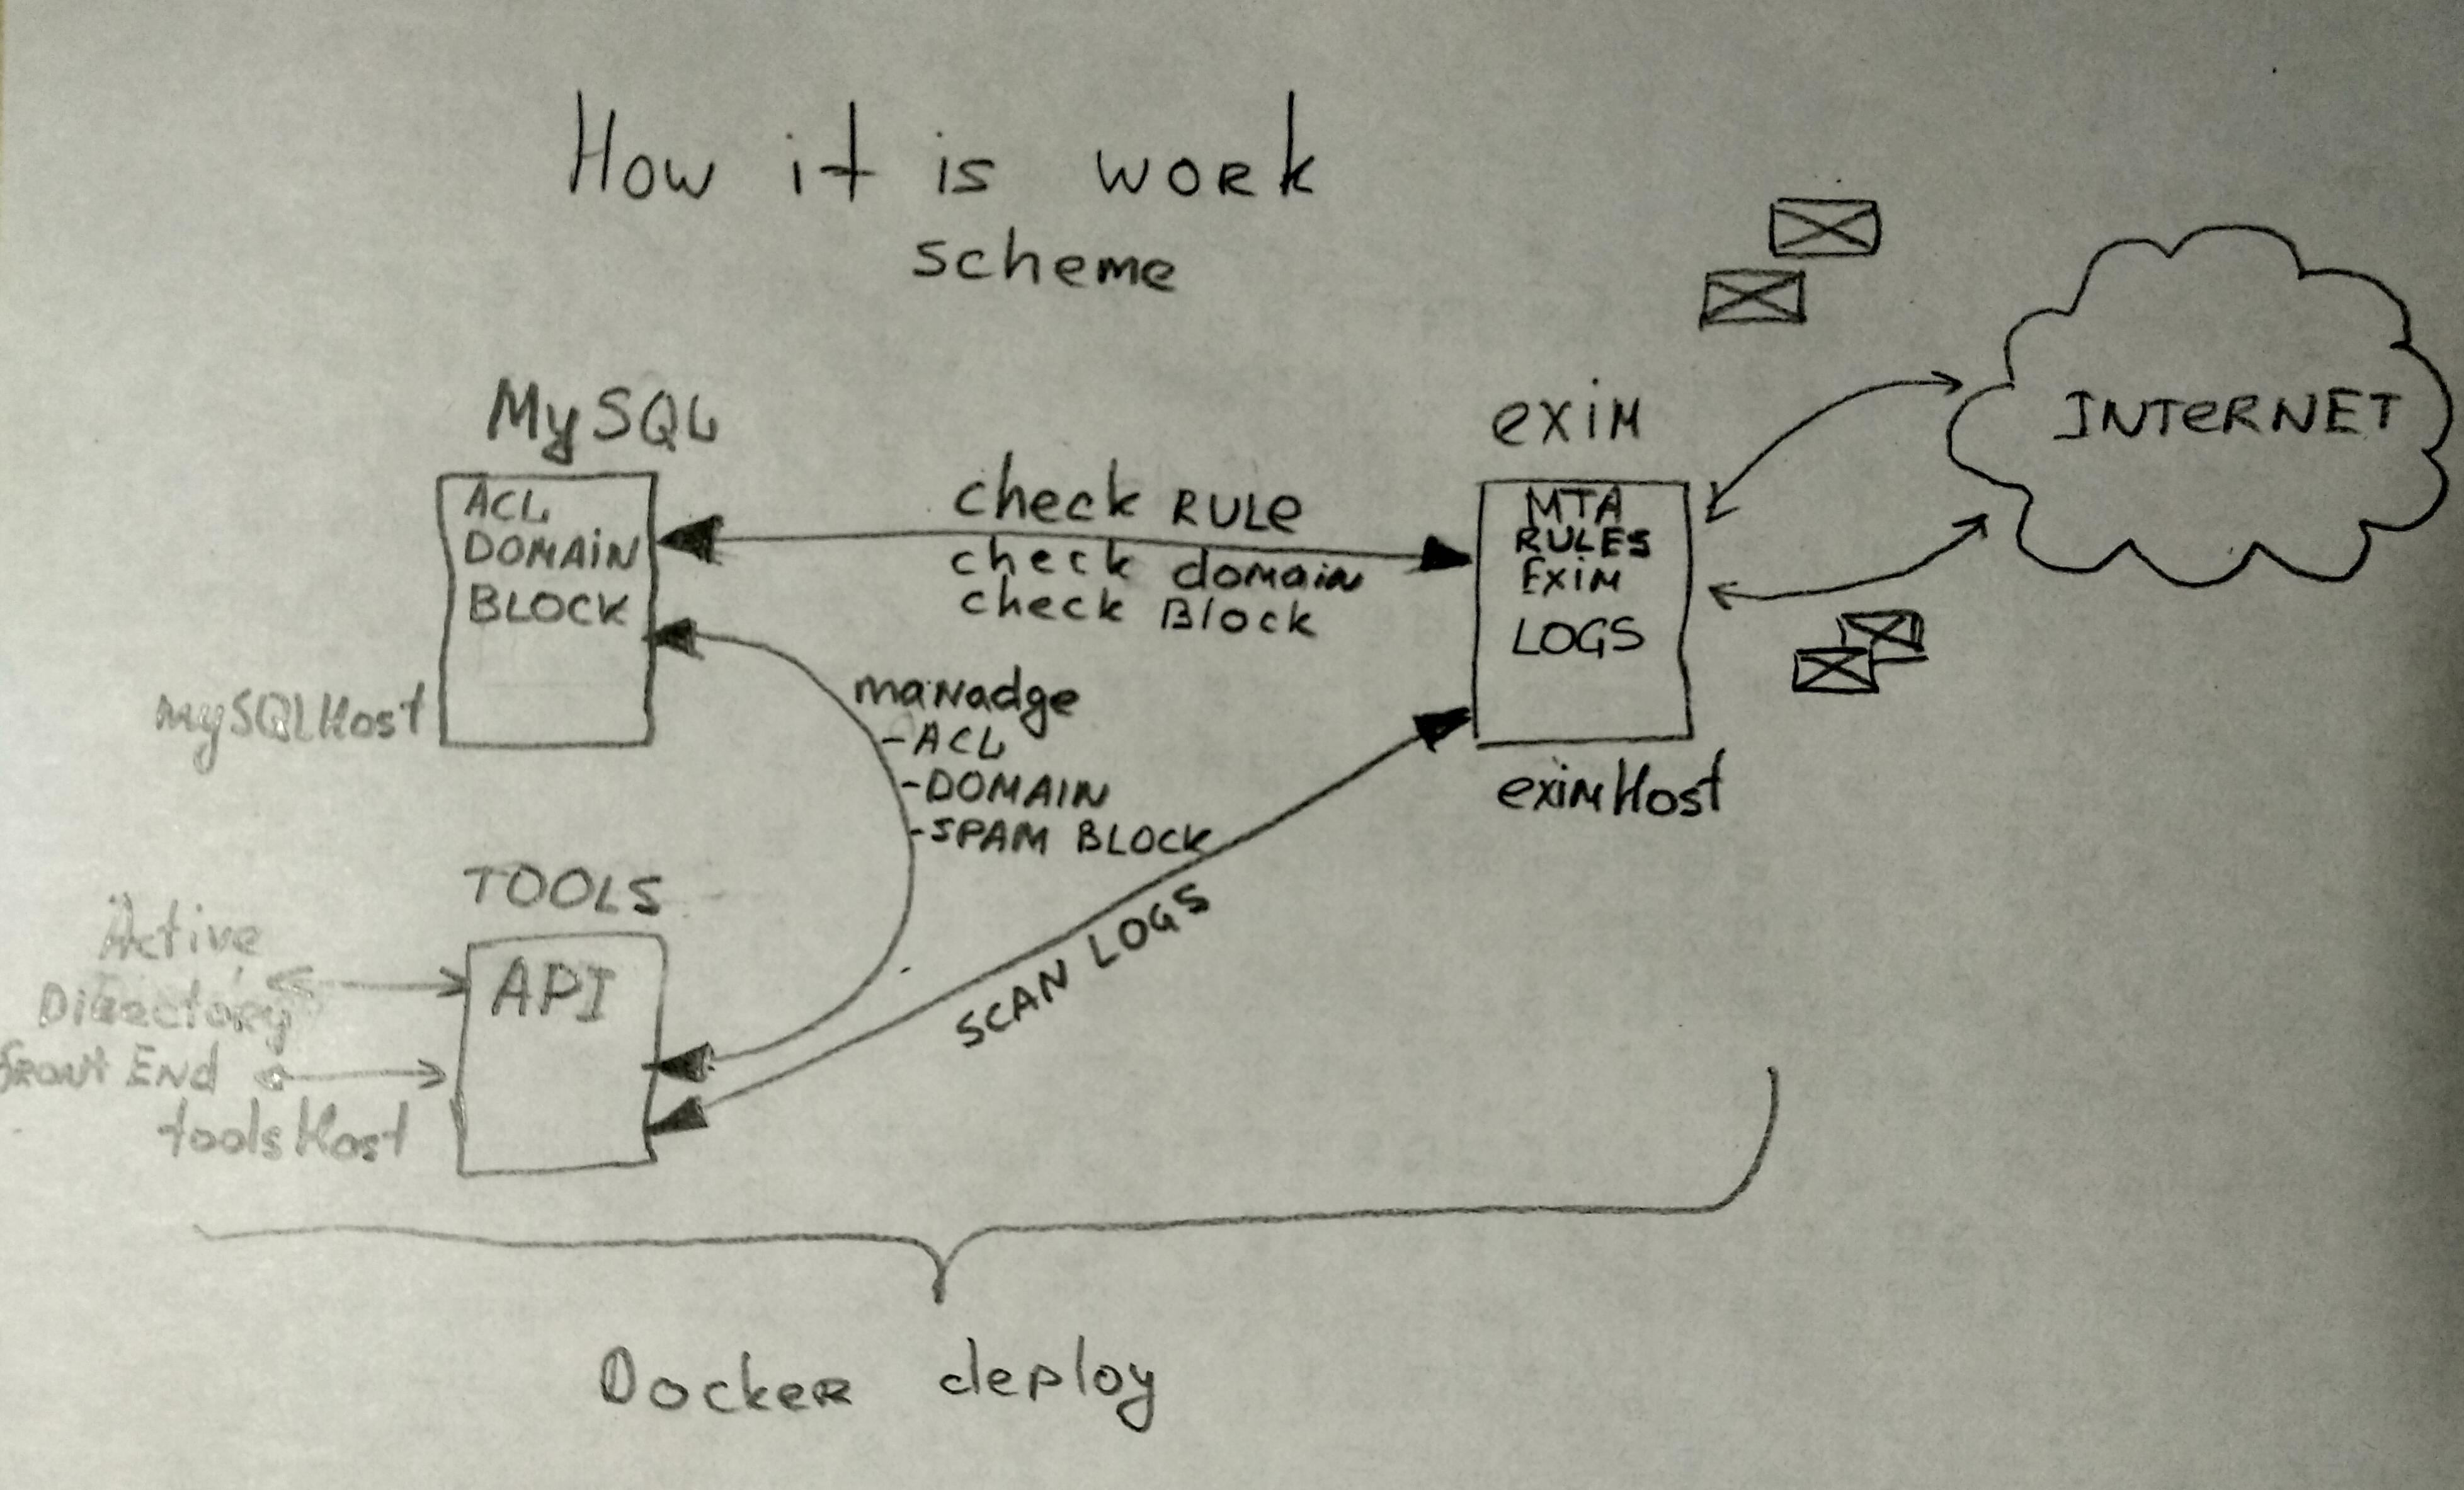 How it is work
scheme
MySQL
ACL
DOMAIN
BLOCK
mySQLHost
check RULe
check domain
check Block
exim
MTA
RULES
EXiM
LOGS
eximHost
INTeRNET
manadge
-ACL
-DOMAIN
-SPAM BLOCK
SCAN LOGS
TOOLS
API
Active
Directory
front End
toolsHost
Docker deploy